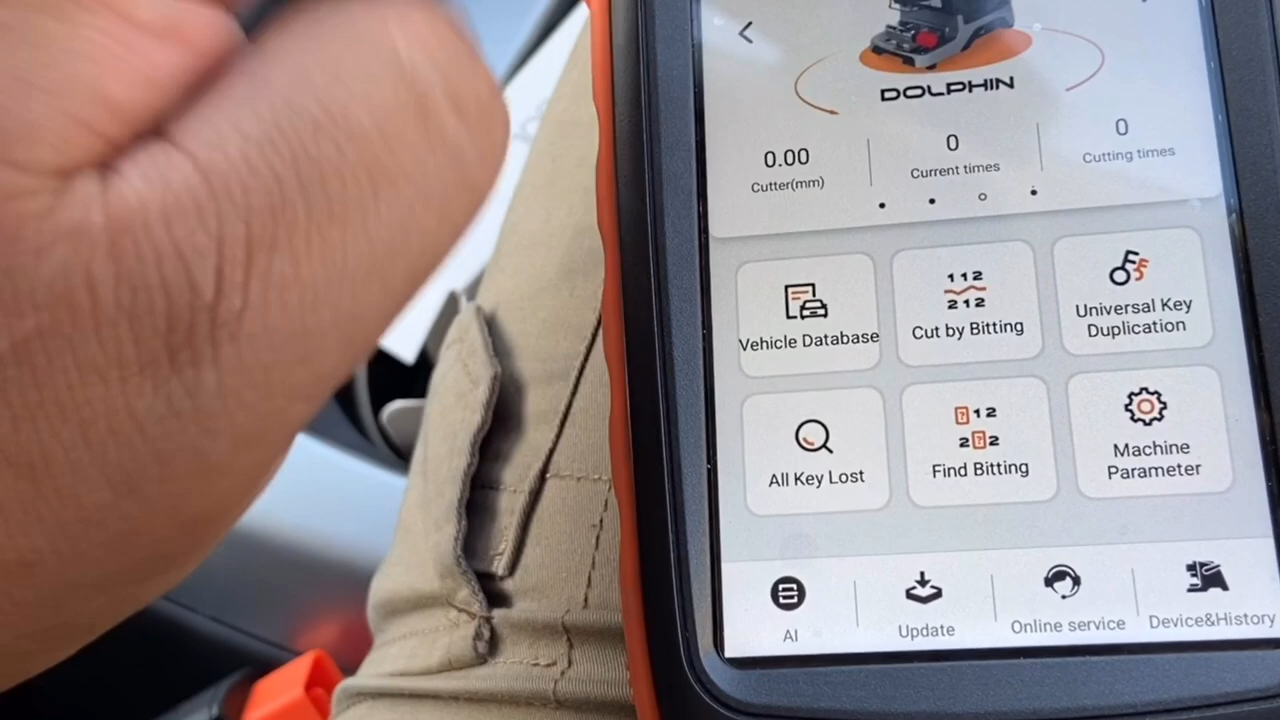 DOLPHIN
0.00
Cutter(mm)
0
Current times
0
Cutting times
Vehicle Database
112
212
Cut by Bitting
Universal Key
Duplication
All Key Lost
?12
2?2
Find Bitting
Machine
Parameter
AI
Update
Online service
Device&History